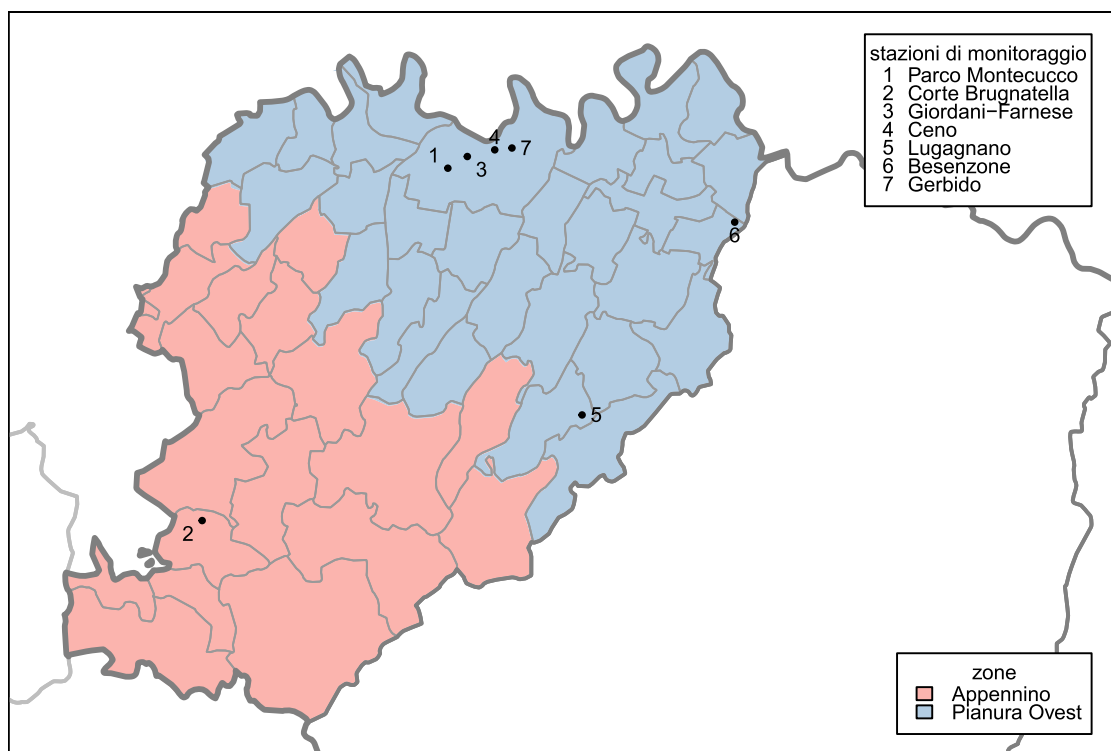 stazioni di monitoraggio
1 Parco Montecucco
2 Corte Brugnatella
3 Giordani−Farnese
4 Ceno
5 Lugagnano
6 Besenzone
7 Gerbido
4
7
1
3
6
5
2
zone
Appennino
Pianura Ovest